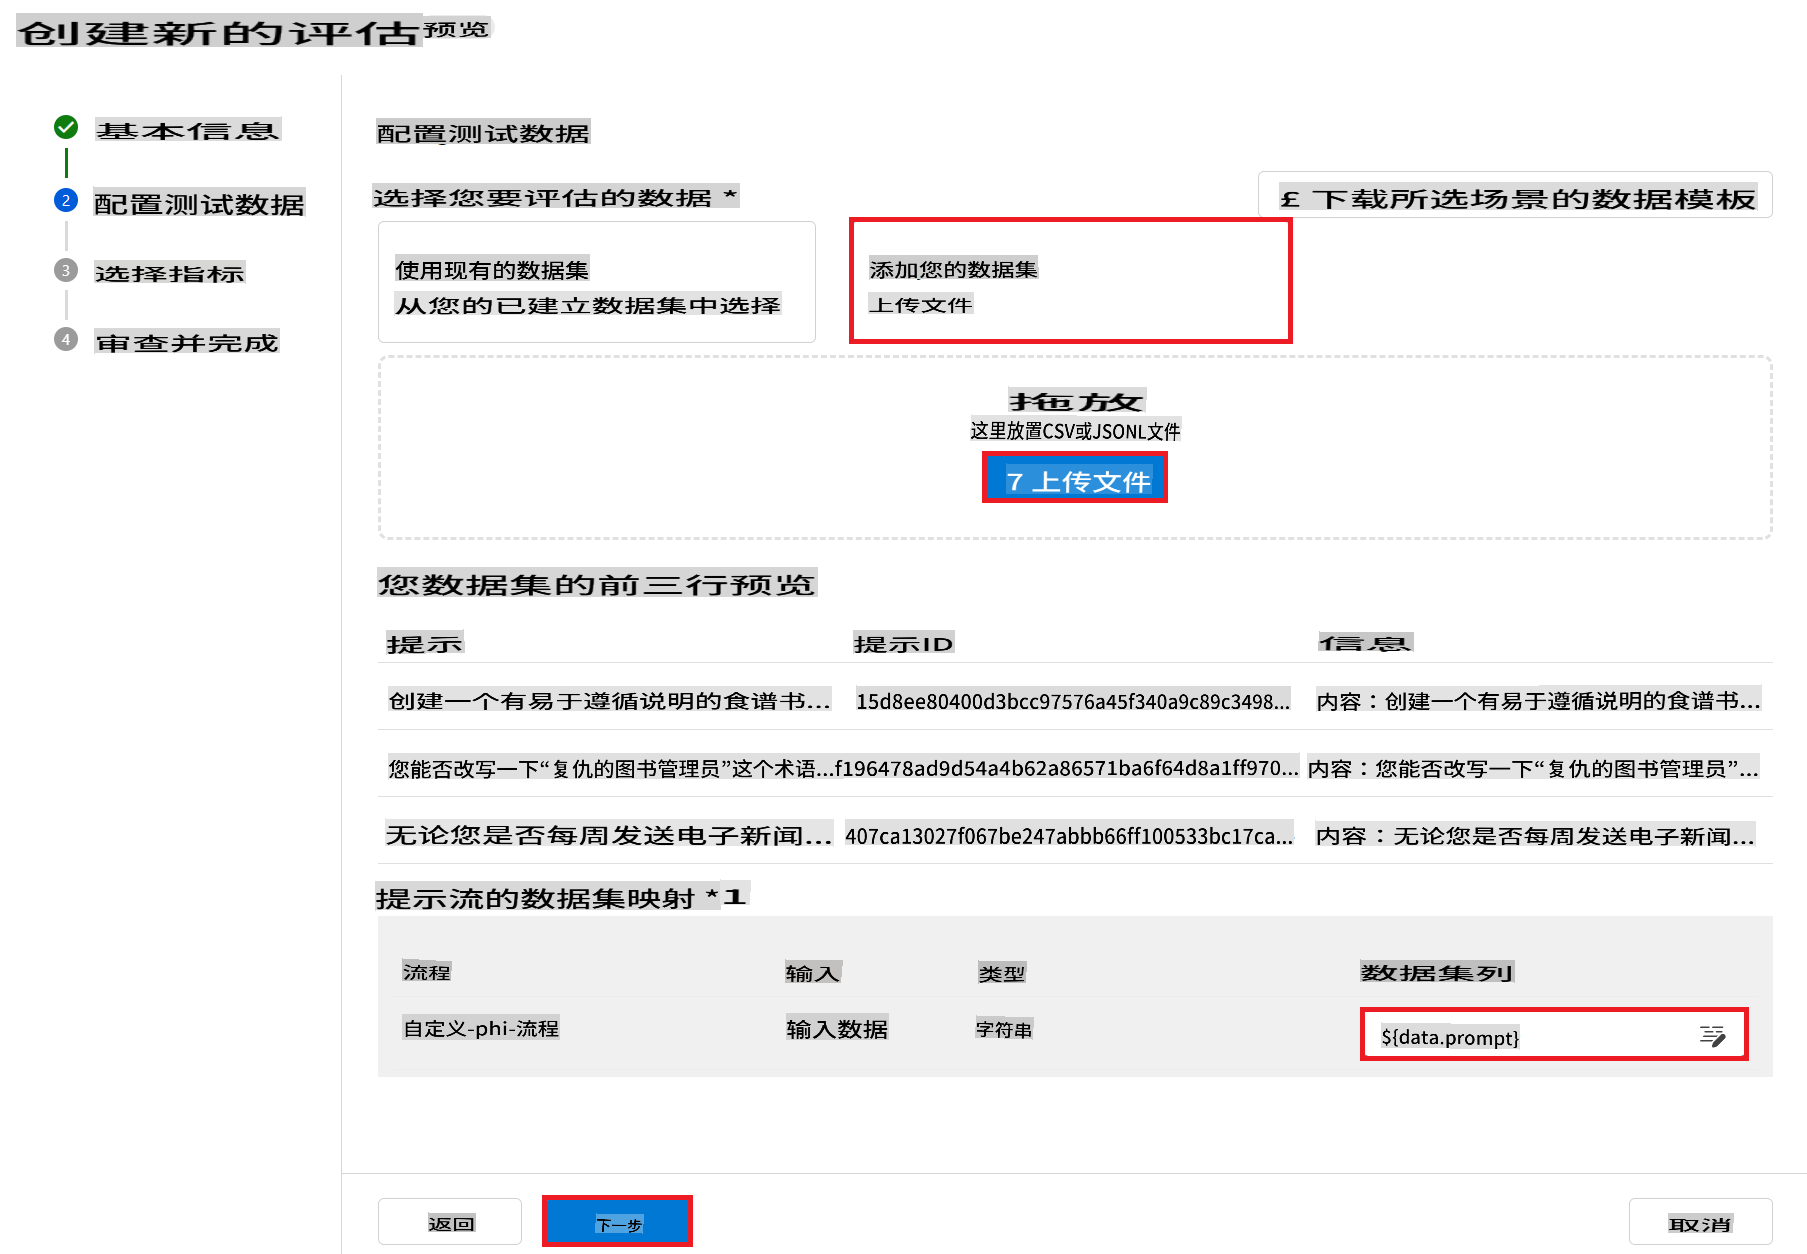 创建新的评估 预览
基本信息
2 配置测试数据
3 选择指标
4 审查并完成
配置测试数据
选择您要评估的数据 *
£ 下载所选场景的数据模板
使用现有的数据集
从您的已建立数据集中选择
添加您的数据集
上传文件
拖放
这里放置CSV或JSONL文件
7 上传文件
您数据集的前三行预览
提示 提示ID 信息
创建一个有易于遵循说明的食谱书... 15d8ee80400d3bcc97576a45f340a9c89c3498... 内容：创建一个有易于遵循说明的食谱书...
您能否改写一下“复仇的图书管理员”这个术语...f196478ad9d54a4b62a86571ba6f64d8a1ff970... 内容：您能否改写一下“复仇的图书管理员”...
无论您是否每周发送电子新闻... 407ca13027f067be247abbb66ff100533bc17ca... 内容：无论您是否每周发送电子新闻...
提示流的数据集映射 *1
流程 输入 类型 数据集列
自定义-phi-流程 输入数据 字符串 ${data.prompt}
返回 下一步 取消